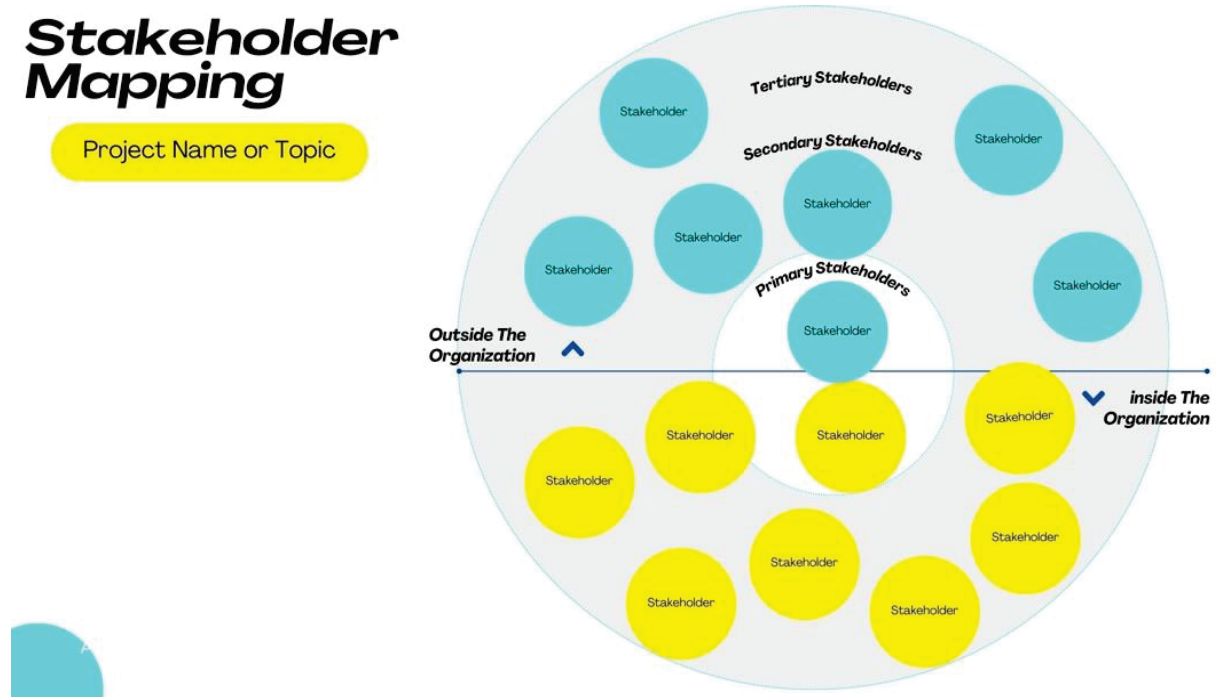 Stakeholder
Mapping
Project Name or Topic
Tertiary Stakeholders
Stakeholder
Stakeholder
Secondary Stakeholders
Stakeholder
Stakeholder
Stakeholder
Primary Stakeholders
Stakeholder
Stakeholder
Outside The
Organization
inside The
Organization
Stakeholder
Stakeholder
Stakeholder
Stakeholder
Stakeholder
Stakeholder
Stakeholder
Stakeholder